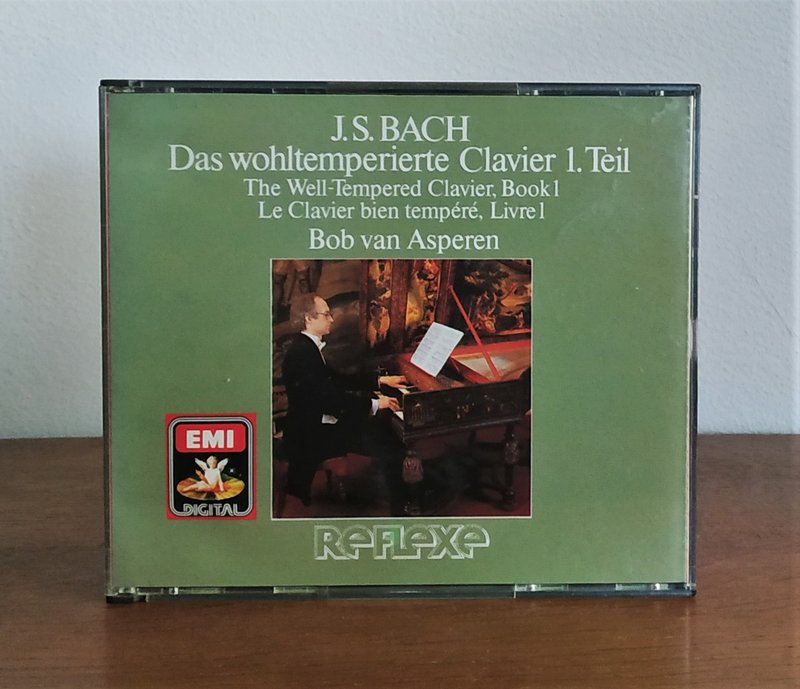 J.S. BACH
Das wohltemperierte Clavier 1. Teil
The Well-Tempered Clavier, Book 1
Le Clavier bien tempéré, Livre 1
Bob van Asperen
EMI
DIGITAL
REFLEXE